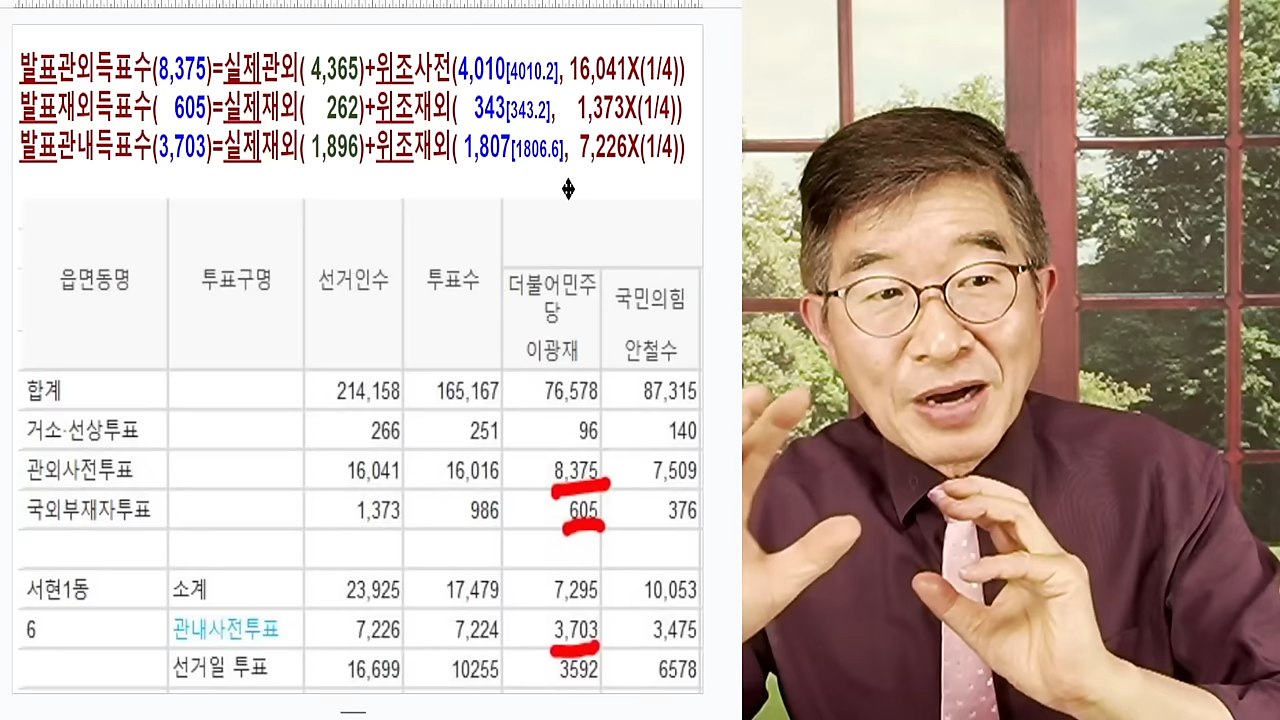 발표관외득표수(8,375)=실제관외( 4,365)+위조사전(4,010[4010.2], 16,041X(1/4))
발표재외득표수( 605)=실제재외( 262)+위조재외( 343[343.2], 1,373X(1/4))
발표관내득표수(3,703)=실제재외( 1,896)+위조재외( 1,807[1806.6], 7,226X(1/4))
읍면동명 투표구명 선거인수 투표수 더불어민주당 이광재 국민의힘 안철수
합계 214,158 165,167 76,578 87,315
거소·선상투표 266 251 96 140
관외사전투표 16,041 16,016 8,375 7,509
국외부재자투표 1,373 986 605 376
서현1동 소계 23,925 17,479 7,295 10,053
6 관내사전투표 7,226 7,224 3,703 3,475
선거일 투표 16,699 10255 3592 6578